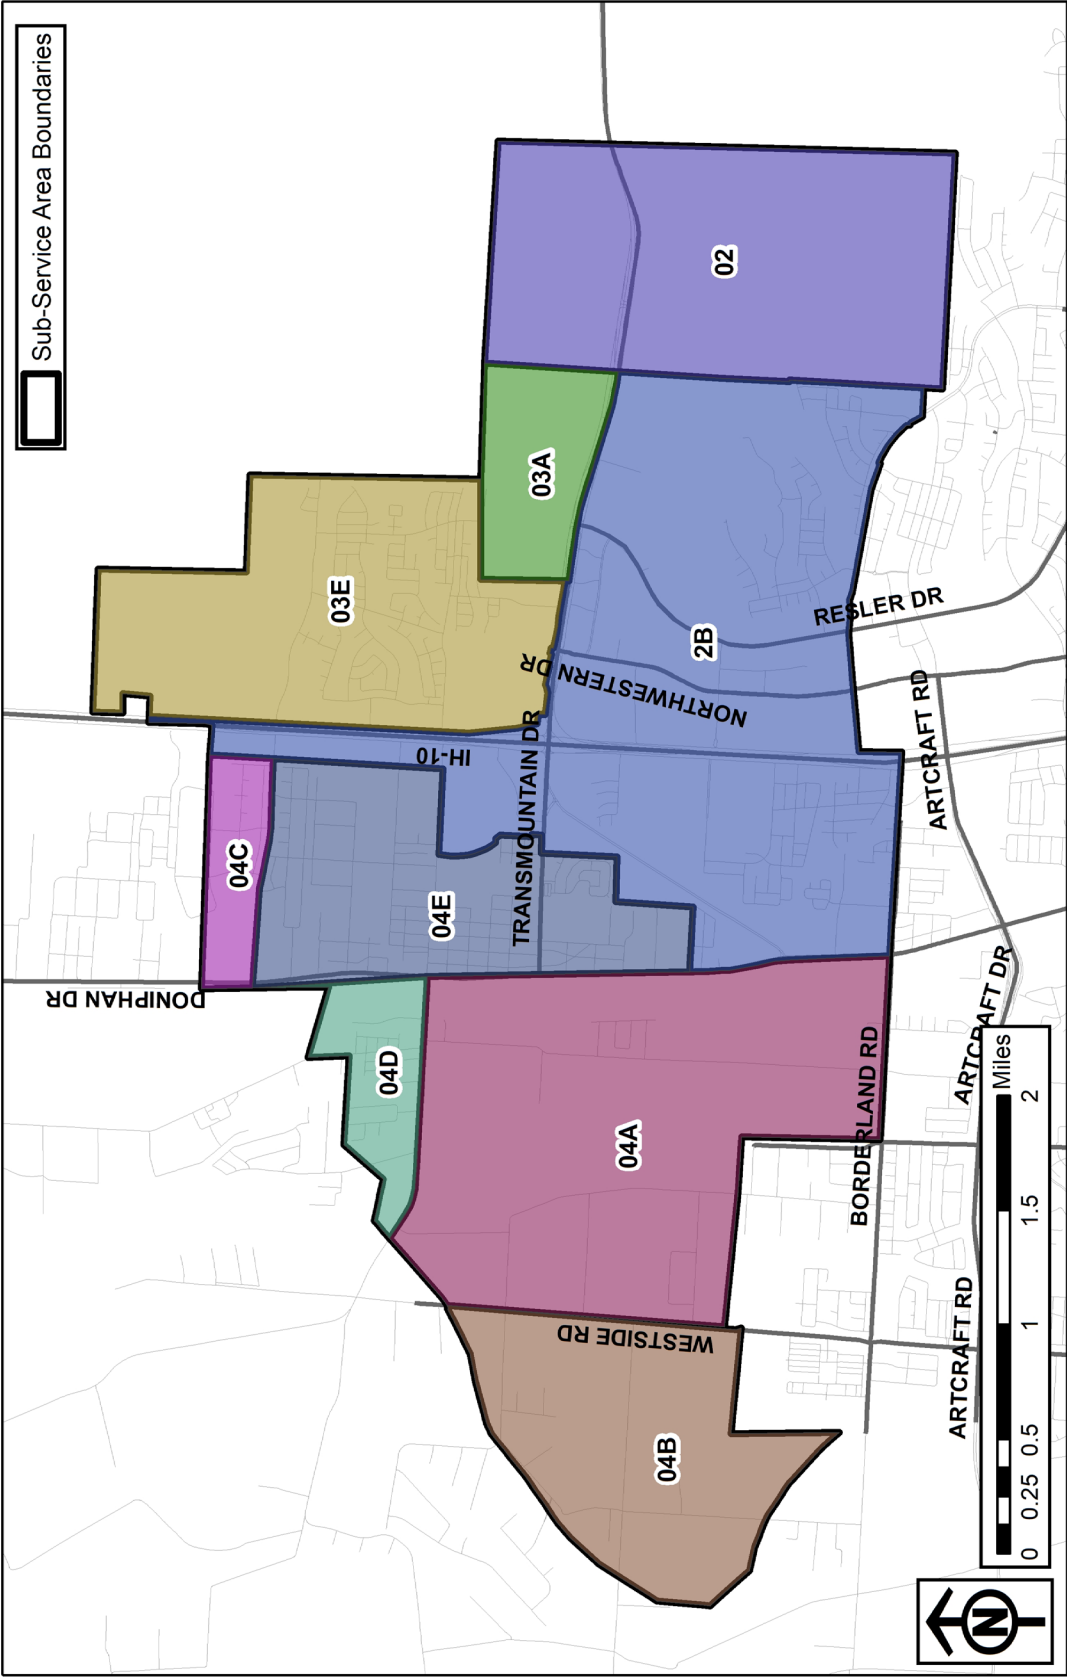 Sub-Service Area Boundaries
02
03A
03E
2B
RESLER DR
NORTHWESTERN DR
ARTCRAFT RD
IH-10
TRANSMOUNTAIN DR
04C
04E
DONIPHAN DR
04D
04A
BORDERLAND RD
ARTCRAFT DR
WESTSIDE RD
04B
ARTCRAFT RD
Miles
0 0.25 0.5 1 1.5 2
N